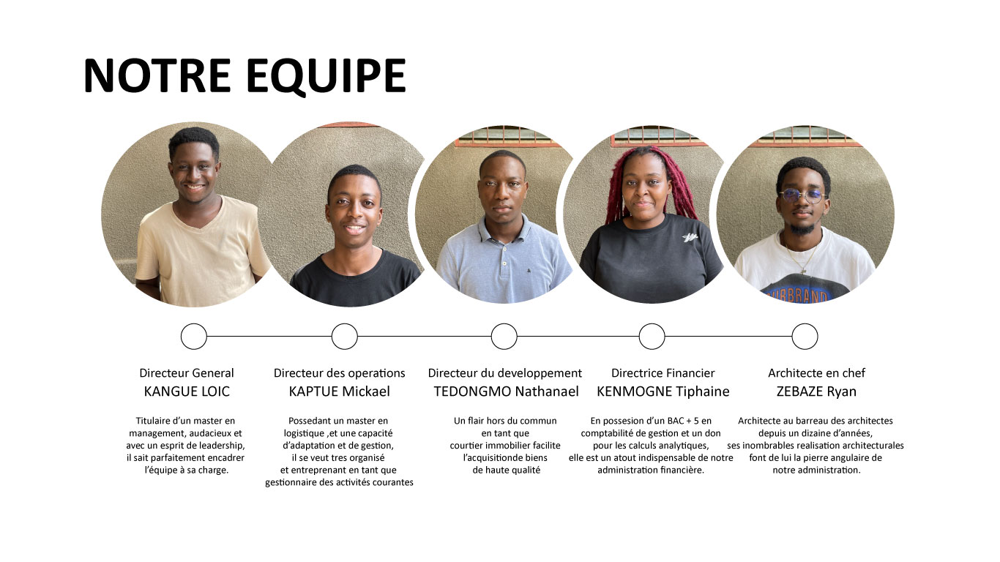 NOTRE EQUIPE
Directeur General
KANGUE LOIC
Titulaire d'un master en
management, audacieux et
avec un esprit de leadership,
il sait parfaitement encadrer
l'équipe à sa charge.
Directeur des operations
KAPTUE Mickael
Possedant un master en
logistique ,et une capacité
d'adaptation et de gestion,
il se veut tres organisé
et entreprenant en tant que
gestionnaire des activités courantes
Directeur du developpement
TEDONGMO Nathanael
Un flair hors du commun
en tant que
courtier immobilier facilite
l'acquisitionde biens
de haute qualité
Directrice Financier
KENMOGNE Tiphaine
En possesion d'un BAC + 5 en
comptabilité de gestion et un don
pour les calculs analytiques,
elle est un atout indispensable de notre
administration financière.
Architecte en chef
ZEBAZE Ryan
Architecte au barreau des architectes
depuis un dizaine d'années,
ses inombrables realisation architecturales
font de lui la pierre angulaire de
notre administration.